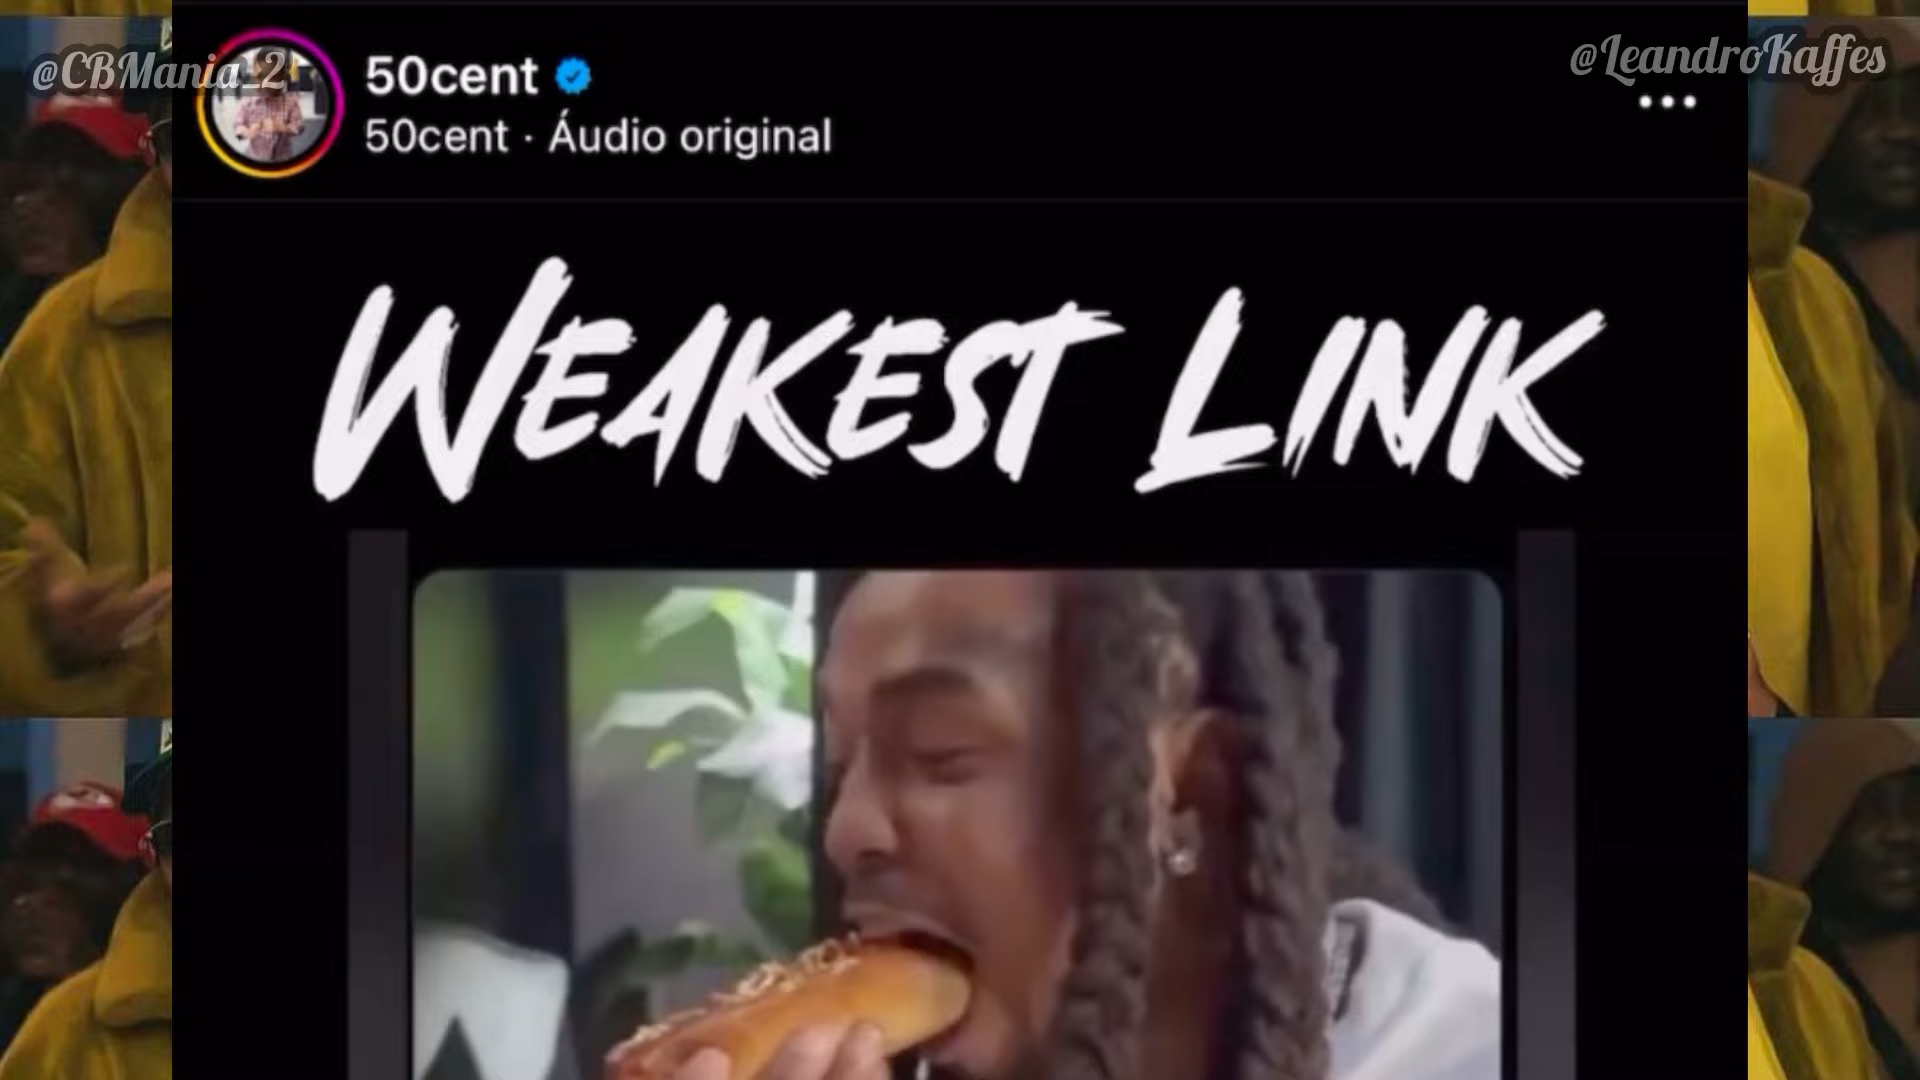 @CBMania_2
@LeandroKaffes
50cent
50cent · Áudio original
WEAKEST LINK